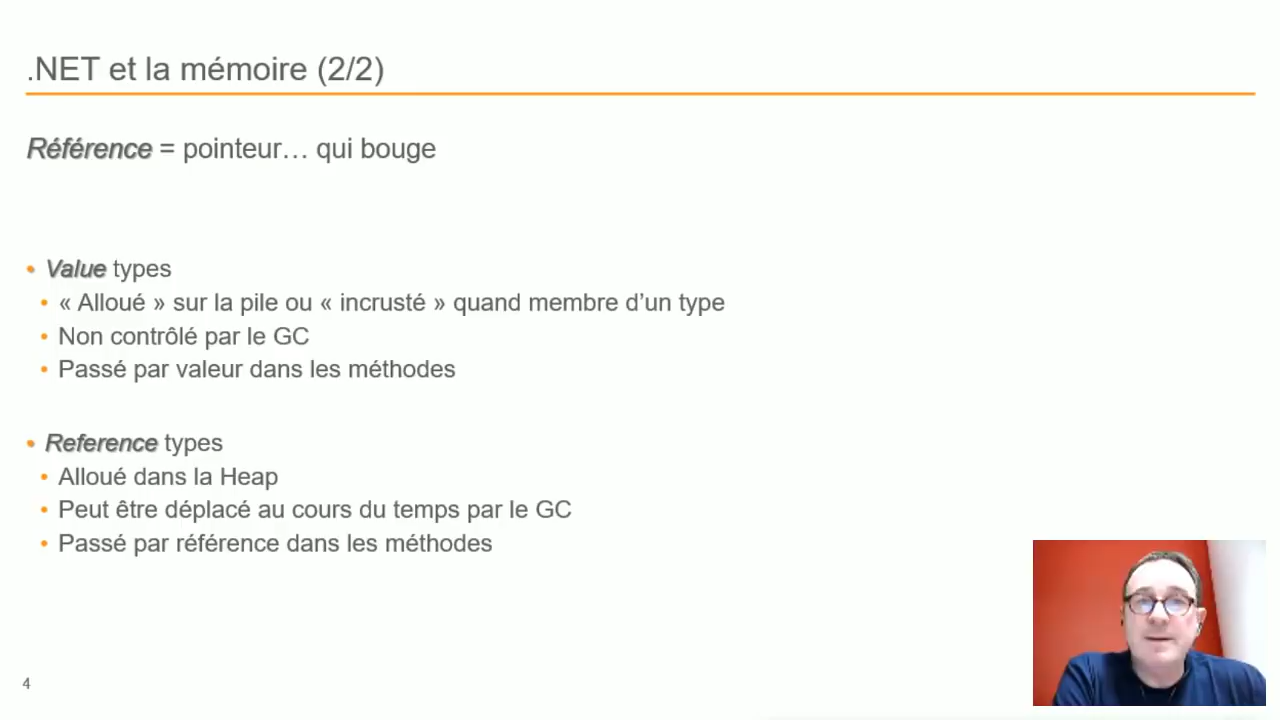 .NET et la mémoire (2/2)
Référence = pointeur… qui bouge
• Value types
• « Alloué » sur la pile ou « incrusté » quand membre d’un type
• Non contrôlé par le GC
• Passé par valeur dans les méthodes
• Reference types
• Alloué dans la Heap
• Peut être déplacé au cours du temps par le GC
• Passé par référence dans les méthodes
4